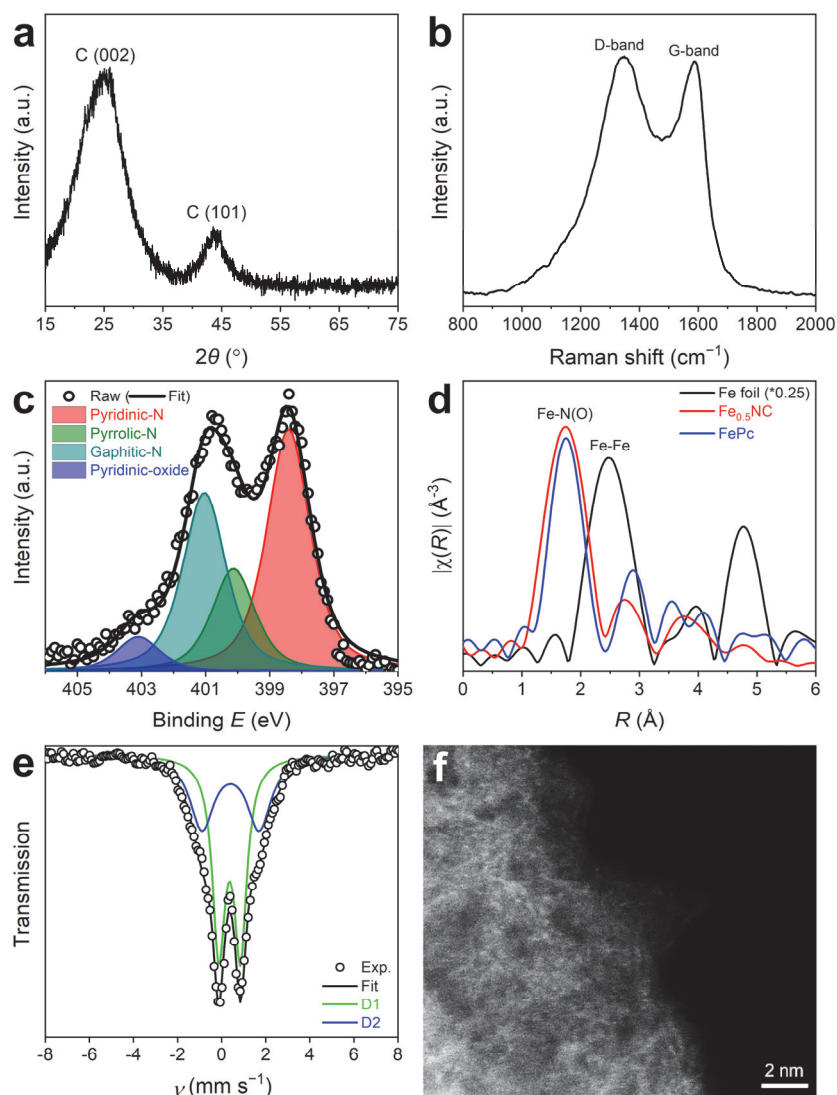 a
C (002)
C (101)
Intensity (a.u.)
15 25 35 45 55 65 75
2θ (°)
b
D-band
G-band
Intensity (a.u.)
800 1000 1200 1400 1600 1800 2000
Raman shift (cm⁻¹)
c
Raw (—Fit)
Pyridinic-N
Pyrrolic-N
Gaphitic-N
Pyridinic-oxide
Intensity (a.u.)
405 403 401 399 397 395
Binding E (eV)
d
Fe foil (*0.25)
Fe₀.₅NC
FePc
Fe-N(O)
Fe-Fe
|χ(R)| (Å⁻³)
0 1 2 3 4 5 6
R (Å)
e
Transmission
Exp.
Fit
D1
D2
-8 -6 -4 -2 0 2 4 6 8
ν (mm s⁻¹)
f
2 nm